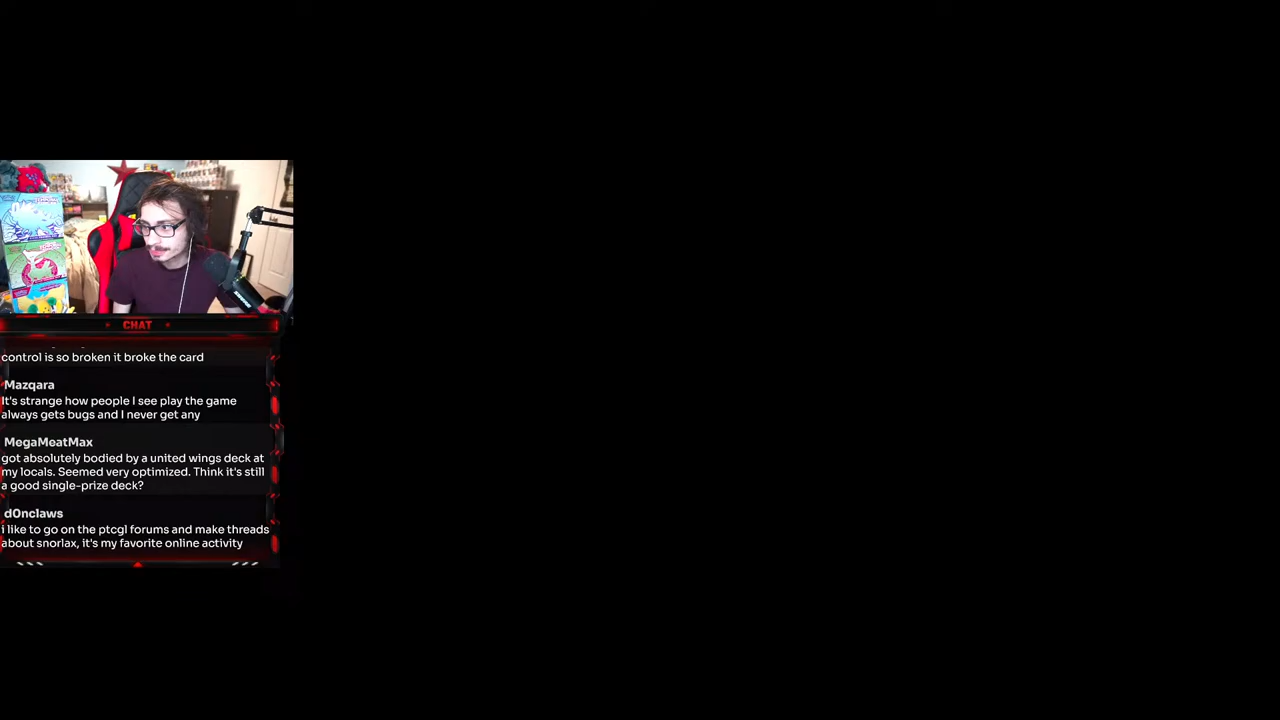 CHAT
control is so broken it broke the card
Mazqara
It's strange how people I see play the game
always gets bugs and I never get any
MegaMeatMax
got absolutely bodied by a united wings deck at
my locals. Seemed very optimized. Think it's still
a good single-prize deck?
d0nclaws
i like to go on the ptcgl forums and make threads
about snorlax, it's my favorite online activity